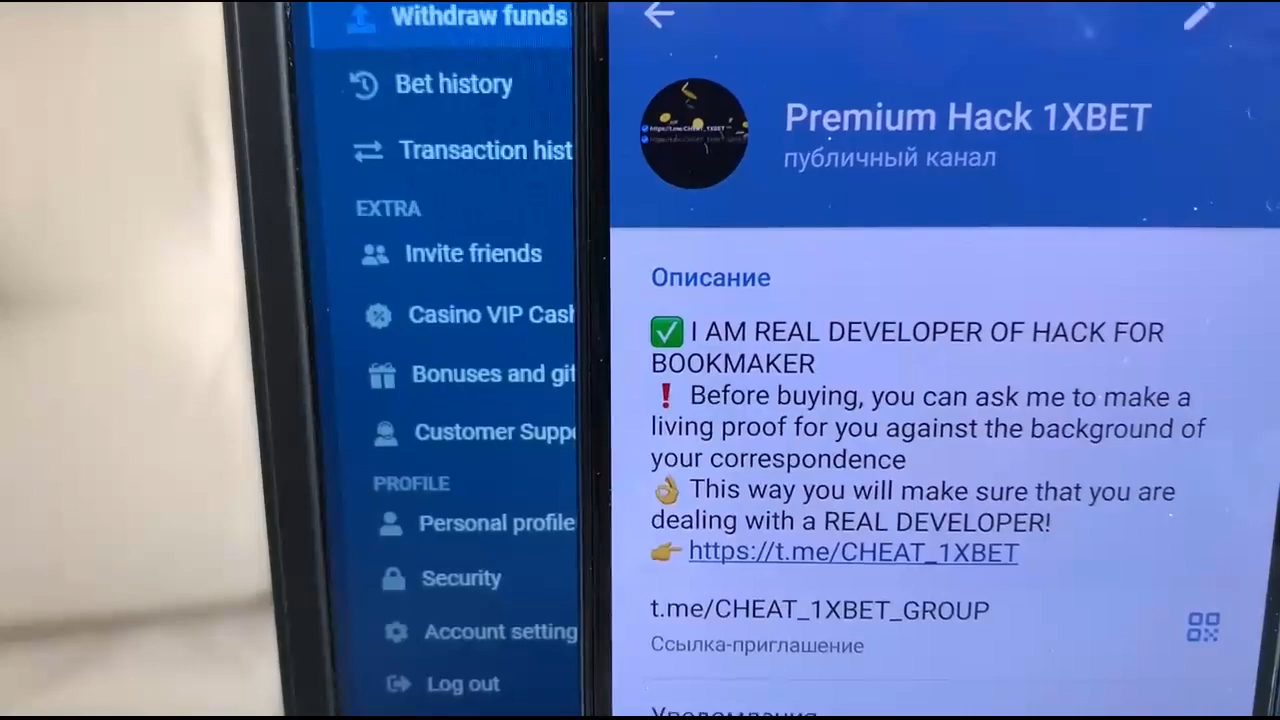 Withdraw funds
Bet history
Transaction hist
EXTRA
Invite friends
Casino VIP Cash
Bonuses and gif
Customer Suppo
PROFILE
Personal profile
Security
Account setting
Log out
Premium Hack 1XBET
публичный канал
Описание
✅ I AM REAL DEVELOPER OF HACK FOR
BOOKMAKER
❗ Before buying, you can ask me to make a
living proof for you against the background of
your correspondence
👌 This way you will make sure that you are
dealing with a REAL DEVELOPER!
👉 https://t.me/CHEAT_1XBET
t.me/CHEAT_1XBET_GROUP
Ссылка-приглашение
Уведомления